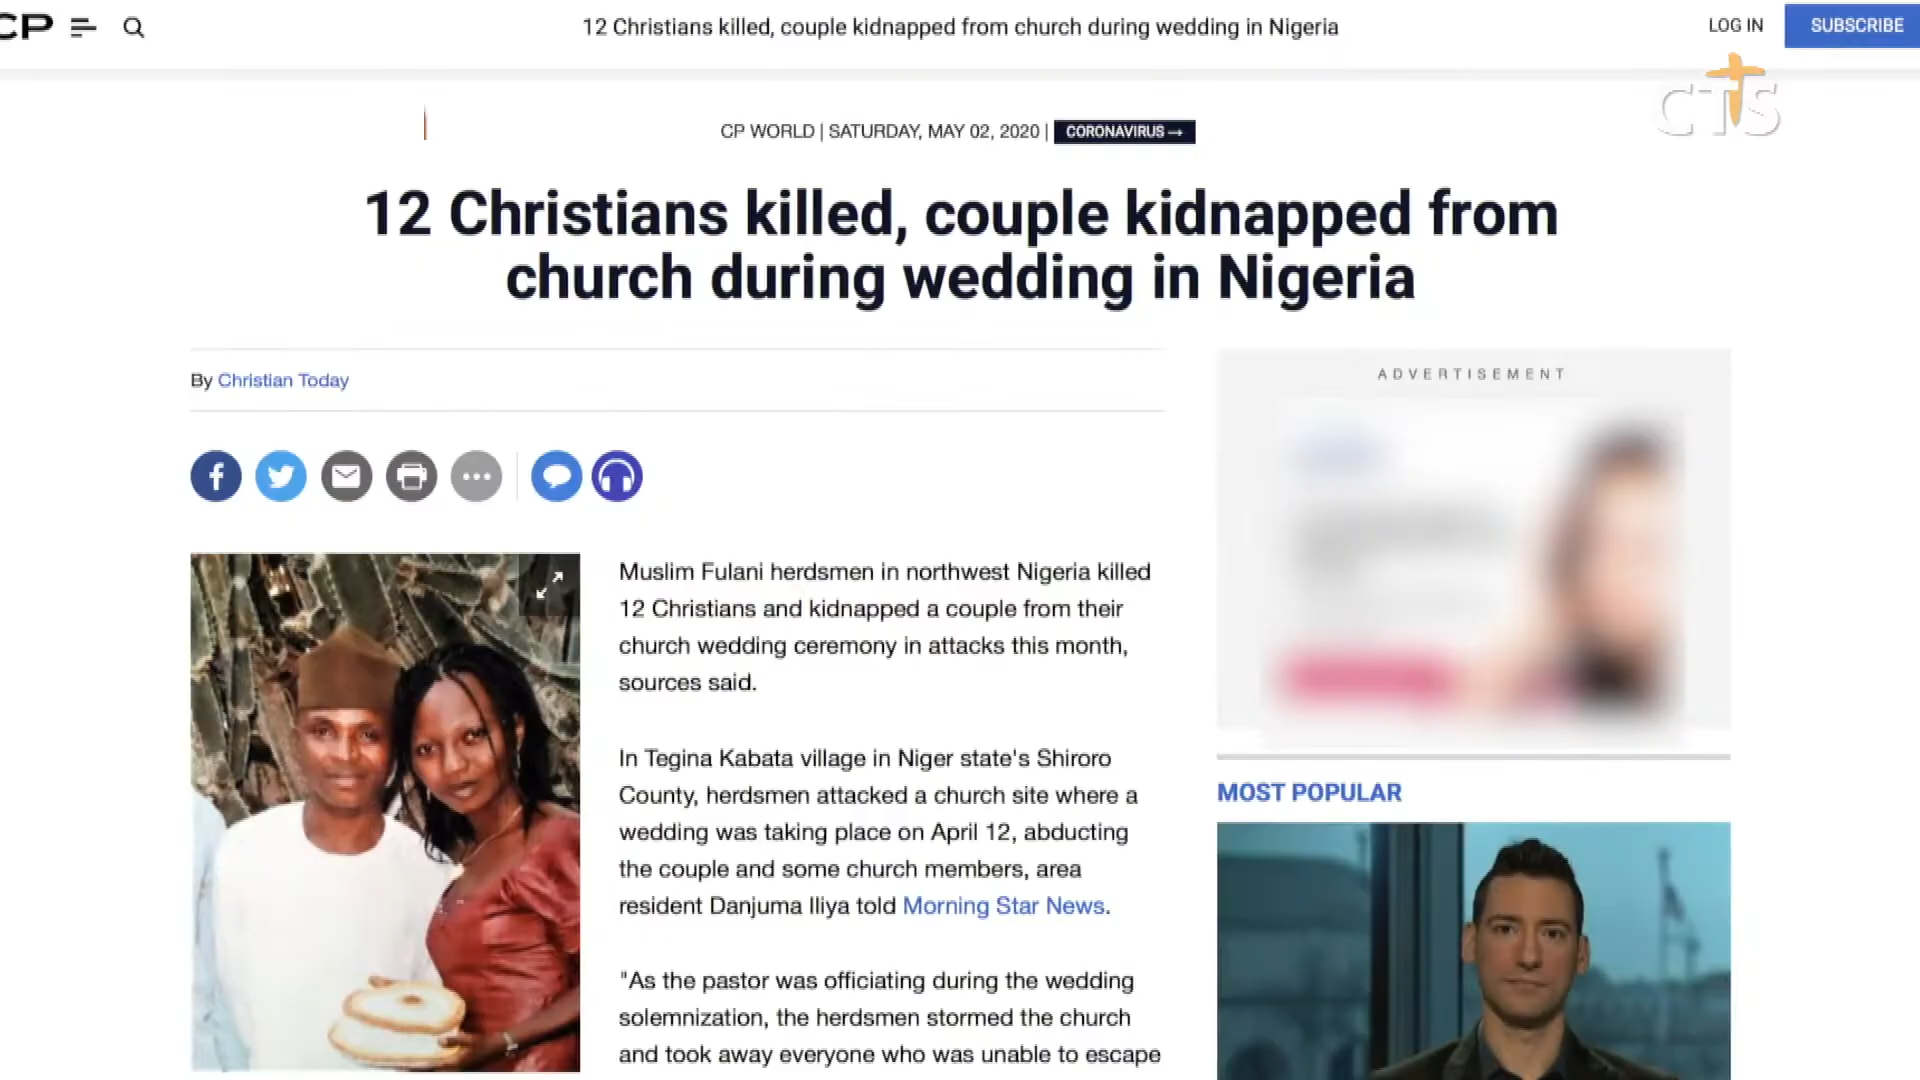 CP
12 Christians killed, couple kidnapped from church during wedding in Nigeria
LOG IN
SUBSCRIBE
CTS
CP WORLD | SATURDAY, MAY 02, 2020 | CORONAVIRUS→
12 Christians killed, couple kidnapped from
church during wedding in Nigeria
By Christian Today
ADVERTISEMENT
Muslim Fulani herdsmen in northwest Nigeria killed
12 Christians and kidnapped a couple from their
church wedding ceremony in attacks this month,
sources said.
In Tegina Kabata village in Niger state's Shiroro
County, herdsmen attacked a church site where a
wedding was taking place on April 12, abducting
the couple and some church members, area
resident Danjuma Iliya told Morning Star News.
"As the pastor was officiating during the wedding
solemnization, the herdsmen stormed the church
and took away everyone who was unable to escape
MOST POPULAR